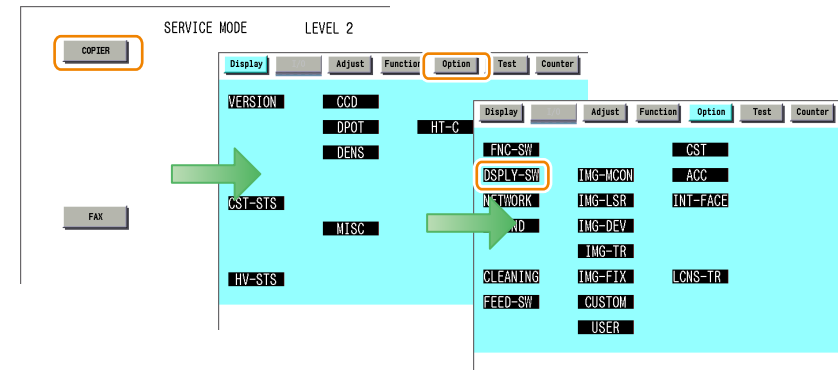 SERVICE MODE LEVEL 2
COPIER
FAX
Display Adjust Function Option Test Counter
VERSION CCD
DPOT HT-C
DENS
CST-STS
MISC
HV-STS
Display Adjust Function Option Test Counter
FNC-SW CST
DSPLY-SW IMG-MCON ACC
NETWORK IMG-LSR INT-FACE
IMG-DEV
IMG-TR
CLEANING IMG-FIX LCNS-TR
FEED-SW CUSTOM
USER